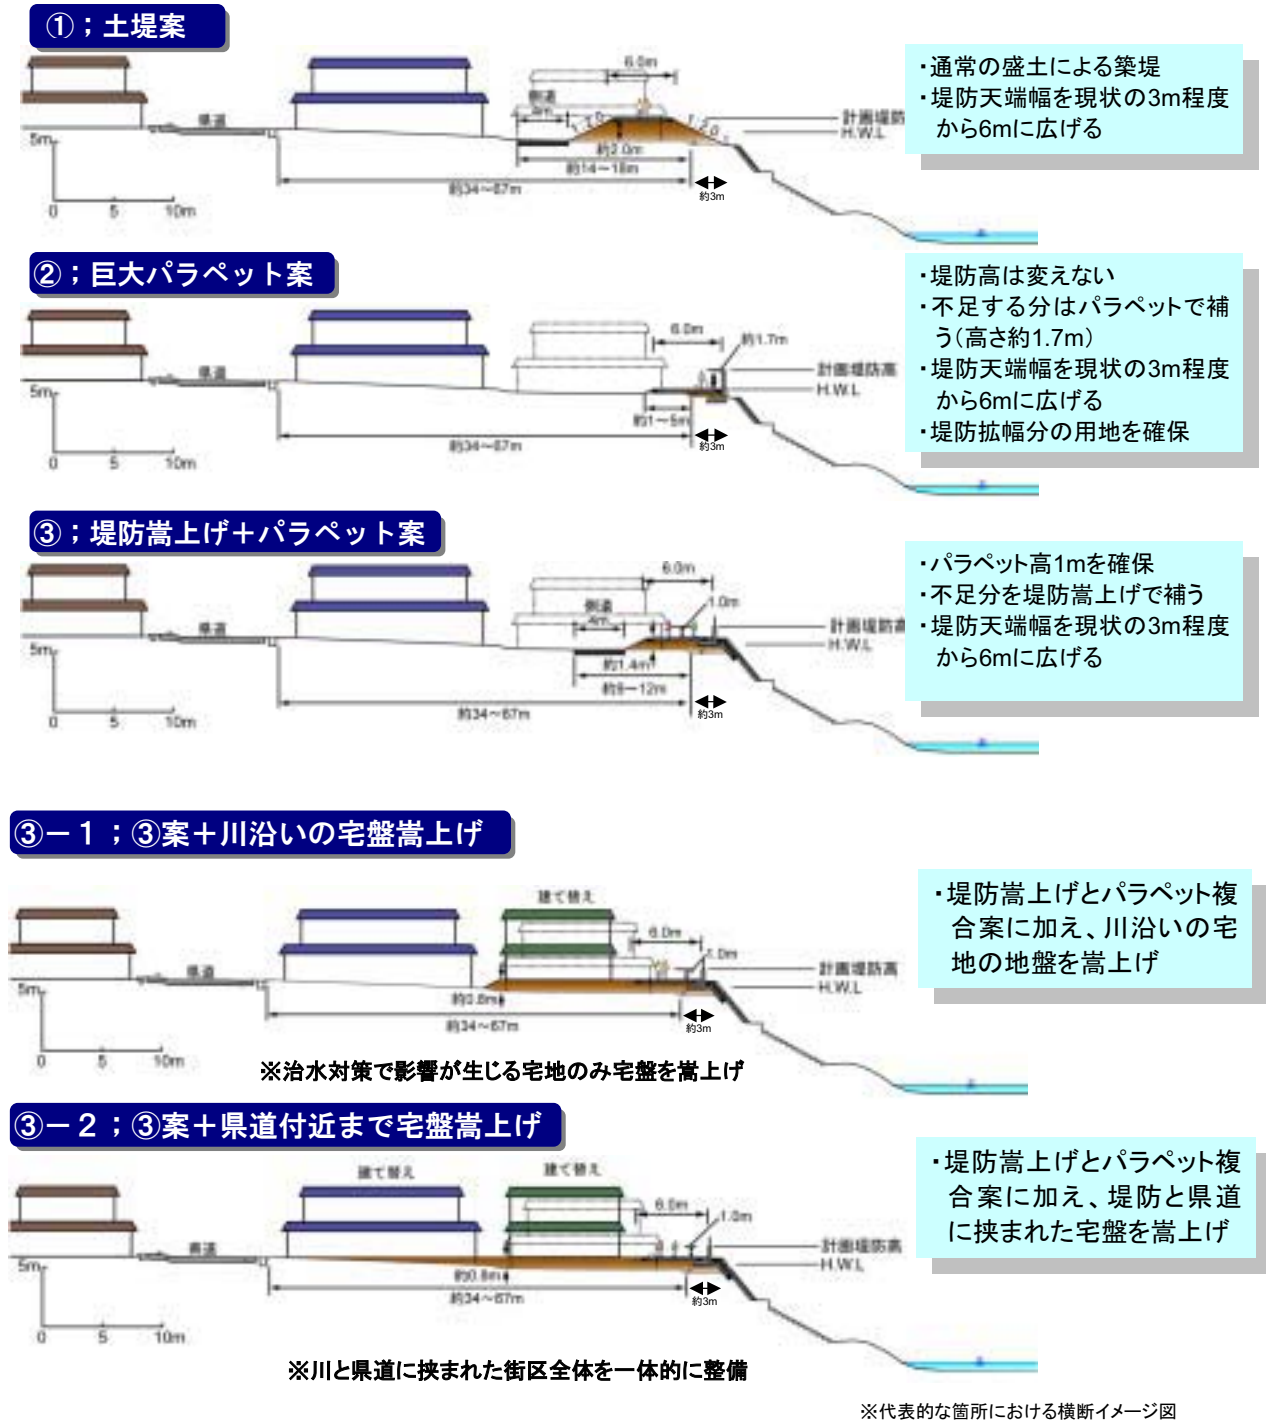 ①；土堤案
6.0m
側道
4m
県道
1:2.0
1:2.0
計画堤防
H.W.L
5m
約2.0m
約14～18m
約34～67m
約3m
0 5 10m
・通常の盛土による築堤
・堤防天端幅を現状の3m程度
から6mに広げる
②；巨大パラペット案
6.0m
約1.7m
県道
計画堤防高
H.W.L
5m
約1～5m
約34～67m
約3m
0 5 10m
・堤防高は変えない
・不足する分はパラペットで補
う(高さ約1.7m)
・堤防天端幅を現状の3m程度
から6mに広げる
・堤防拡幅分の用地を確保
③；堤防嵩上げ＋パラペット案
6.0m
1.0m
側道
4m
県道
計画堤防高
H.W.L
5m
約1.4m
約9～12m
約34～67m
約3m
0 5 10m
・パラペット高1mを確保
・不足分を堤防嵩上げで補う
・堤防天端幅を現状の3m程度
から6mに広げる
③－１；③案＋川沿いの宅盤嵩上げ
建て替え
6.0m
1.0m
県道
計画堤防高
H.W.L
5m
約0.8m
約34～67m
約3m
0 5 10m
※治水対策で影響が生じる宅地のみ宅盤を嵩上げ
・堤防嵩上げとパラペット複
合案に加え、川沿いの宅
地の地盤を嵩上げ
③－２；③案＋県道付近まで宅盤嵩上げ
建て替え
建て替え
6.0m
1.0m
県道
計画堤防高
H.W.L
5m
約0.8m
約34～67m
約3m
0 5 10m
※川と県道に挟まれた街区全体を一体的に整備
・堤防嵩上げとパラペット複
合案に加え、堤防と県道
に挟まれた宅盤を嵩上げ
※代表的な箇所における横断イメージ図